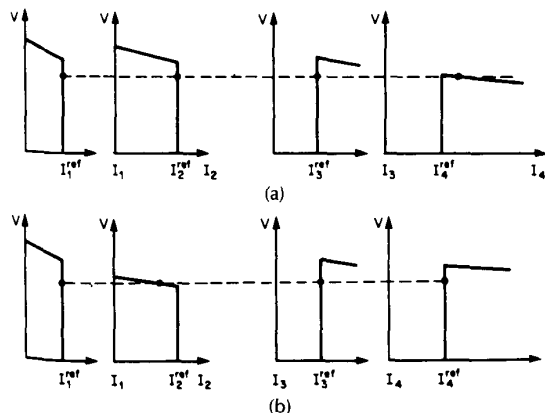 V V V V
I₁ʳᵉᶠ I₁ I₂ʳᵉᶠ I₂ I₃ʳᵉᶠ I₃ I₄ʳᵉᶠ I₄
(a)
V V V V
I₁ʳᵉᶠ I₁ I₂ʳᵉᶠ I₂ I₃ I₃ʳᵉᶠ I₄ I₄ʳᵉᶠ
(b)